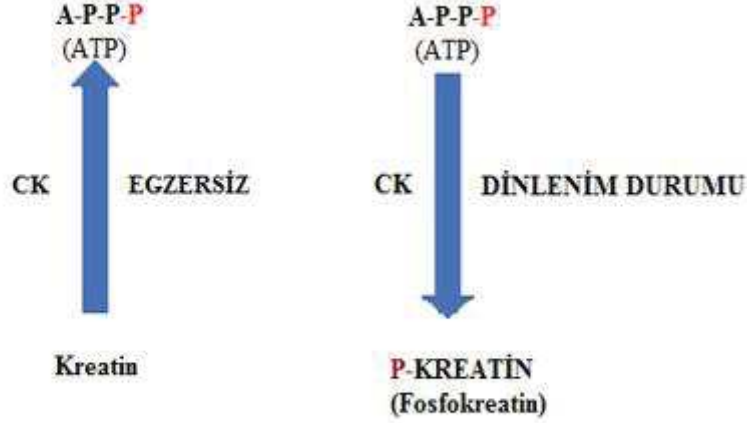 A-P-P-P
(ATP)
CK
EGZERSİZ
Kreatin
A-P-P-P
(ATP)
CK
DİNLENİM DURUMU
P-KREATİN
(Fosfokreatin)